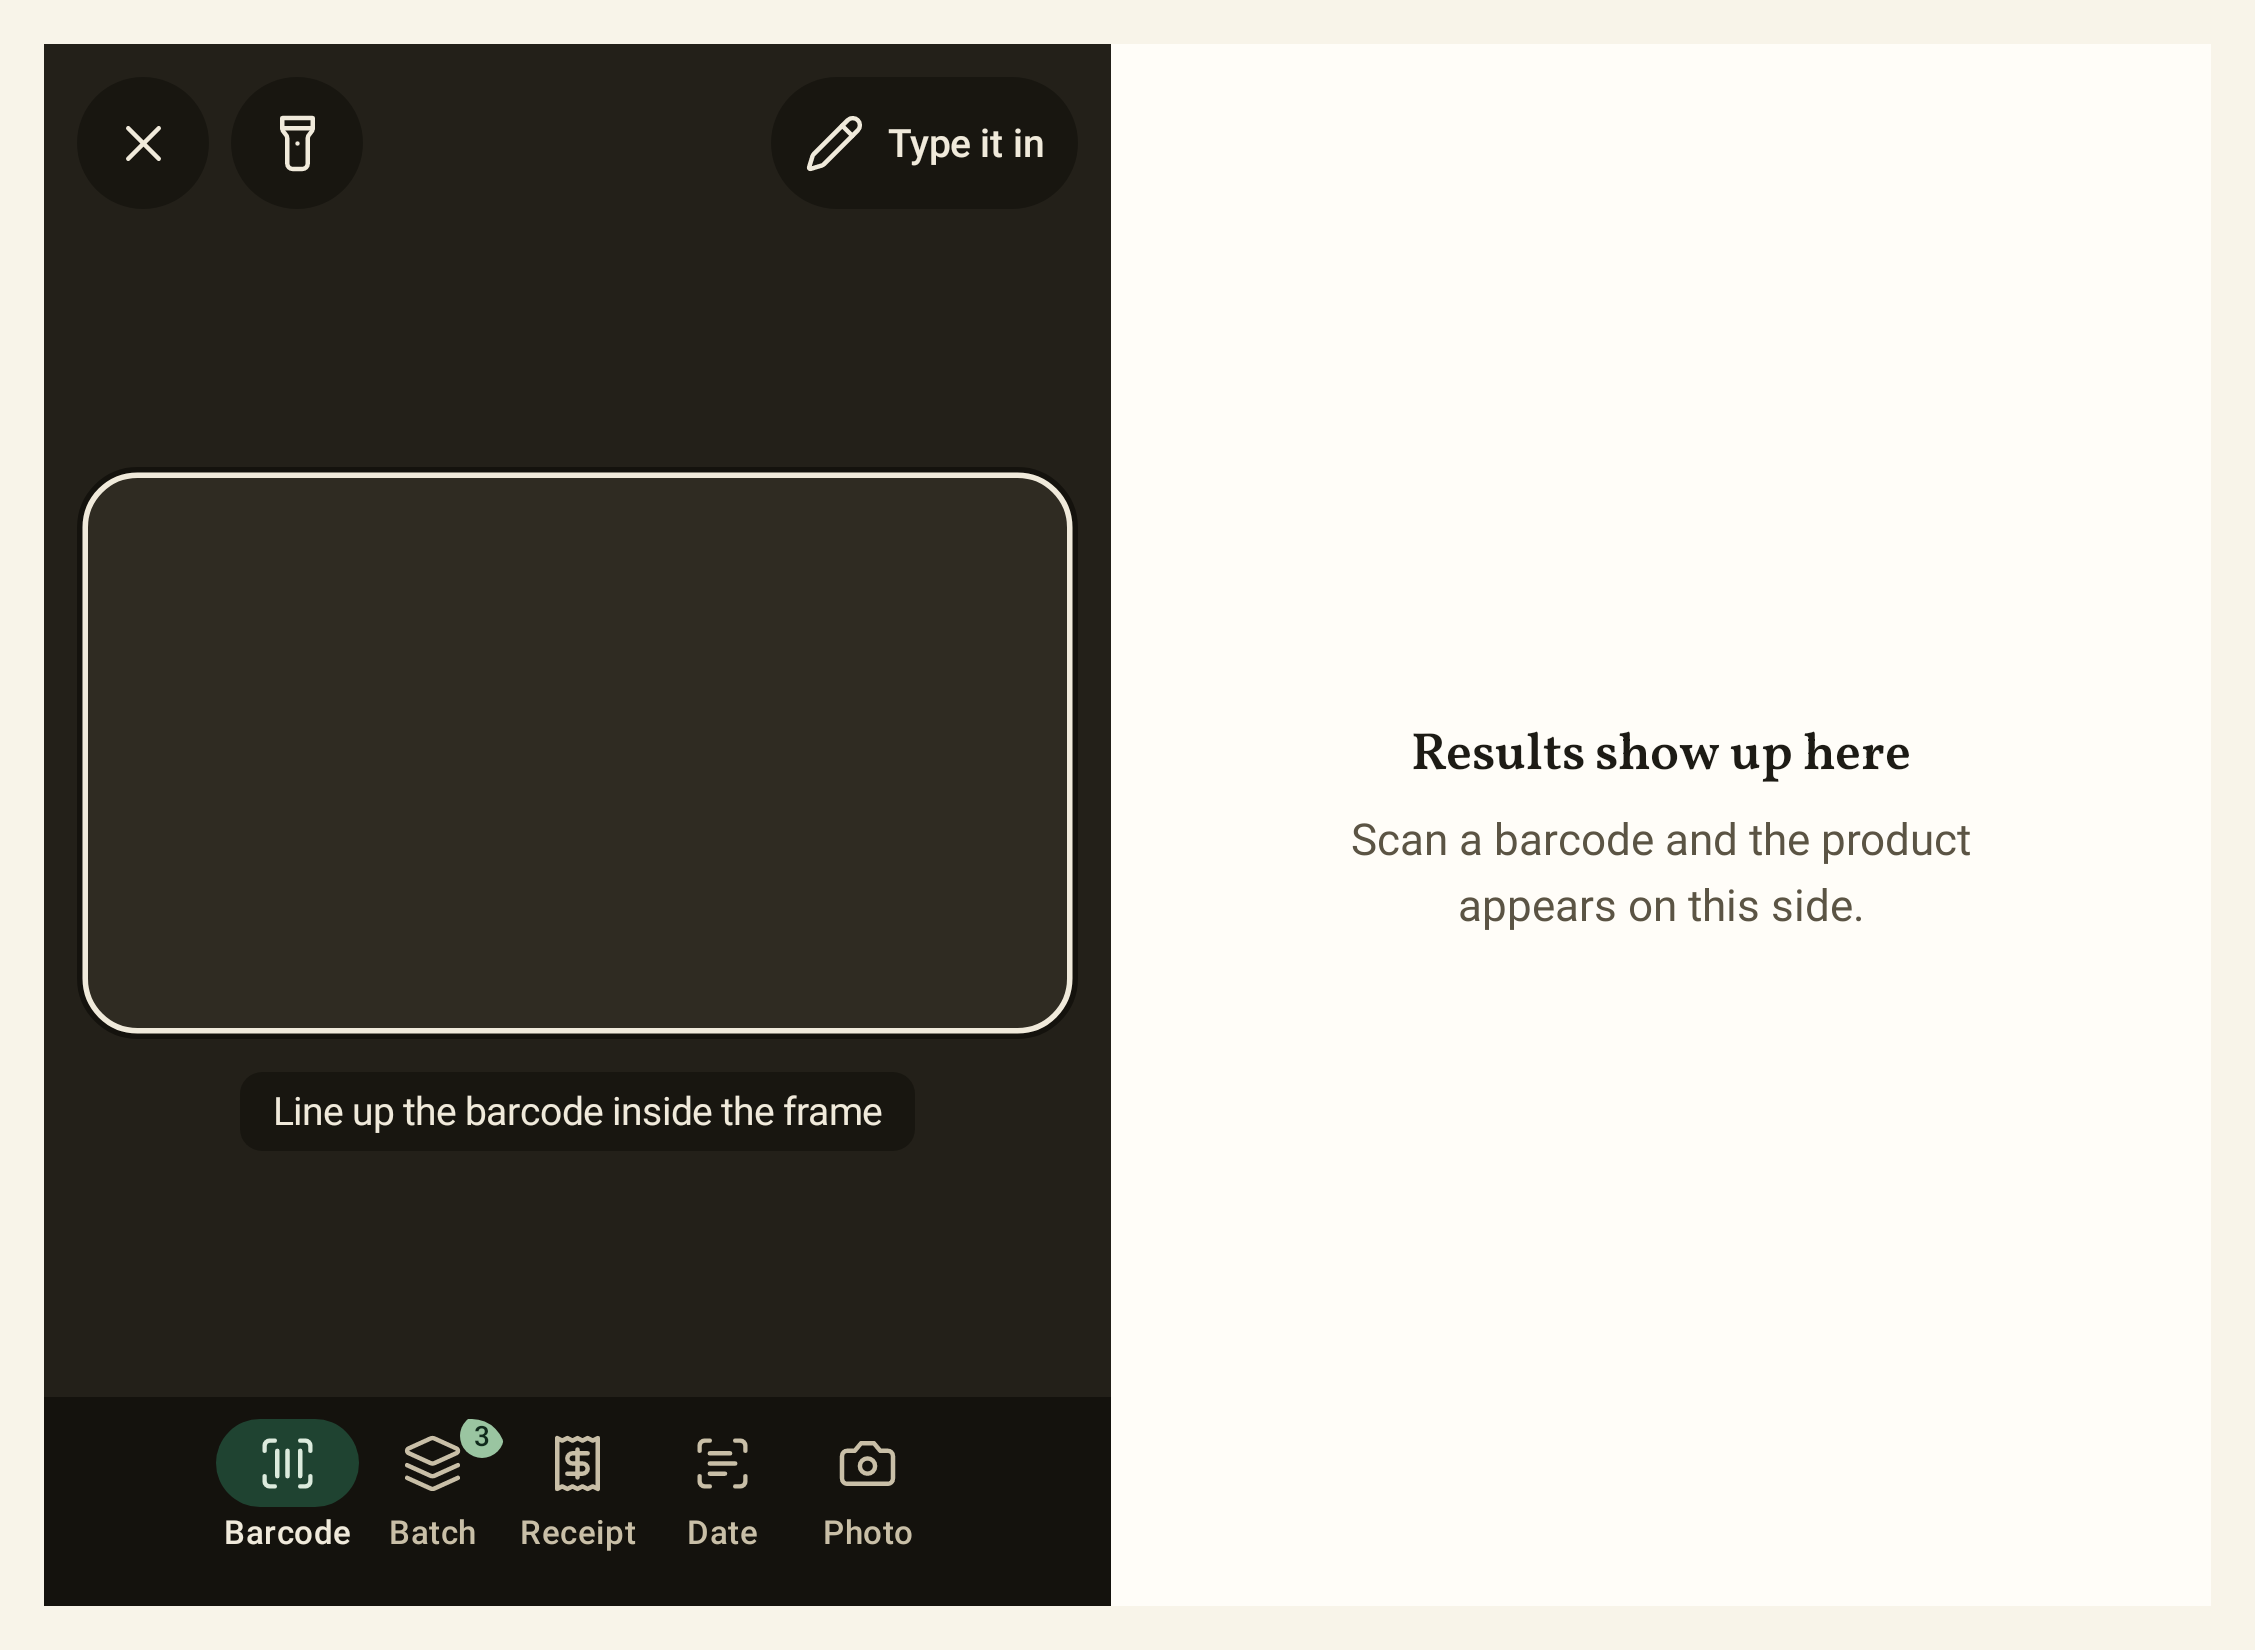 Type it in
Line up the barcode inside the frame
3
Barcode
Batch
Receipt
Date
Photo
Results show up here
Scan a barcode and the product
appears on this side.